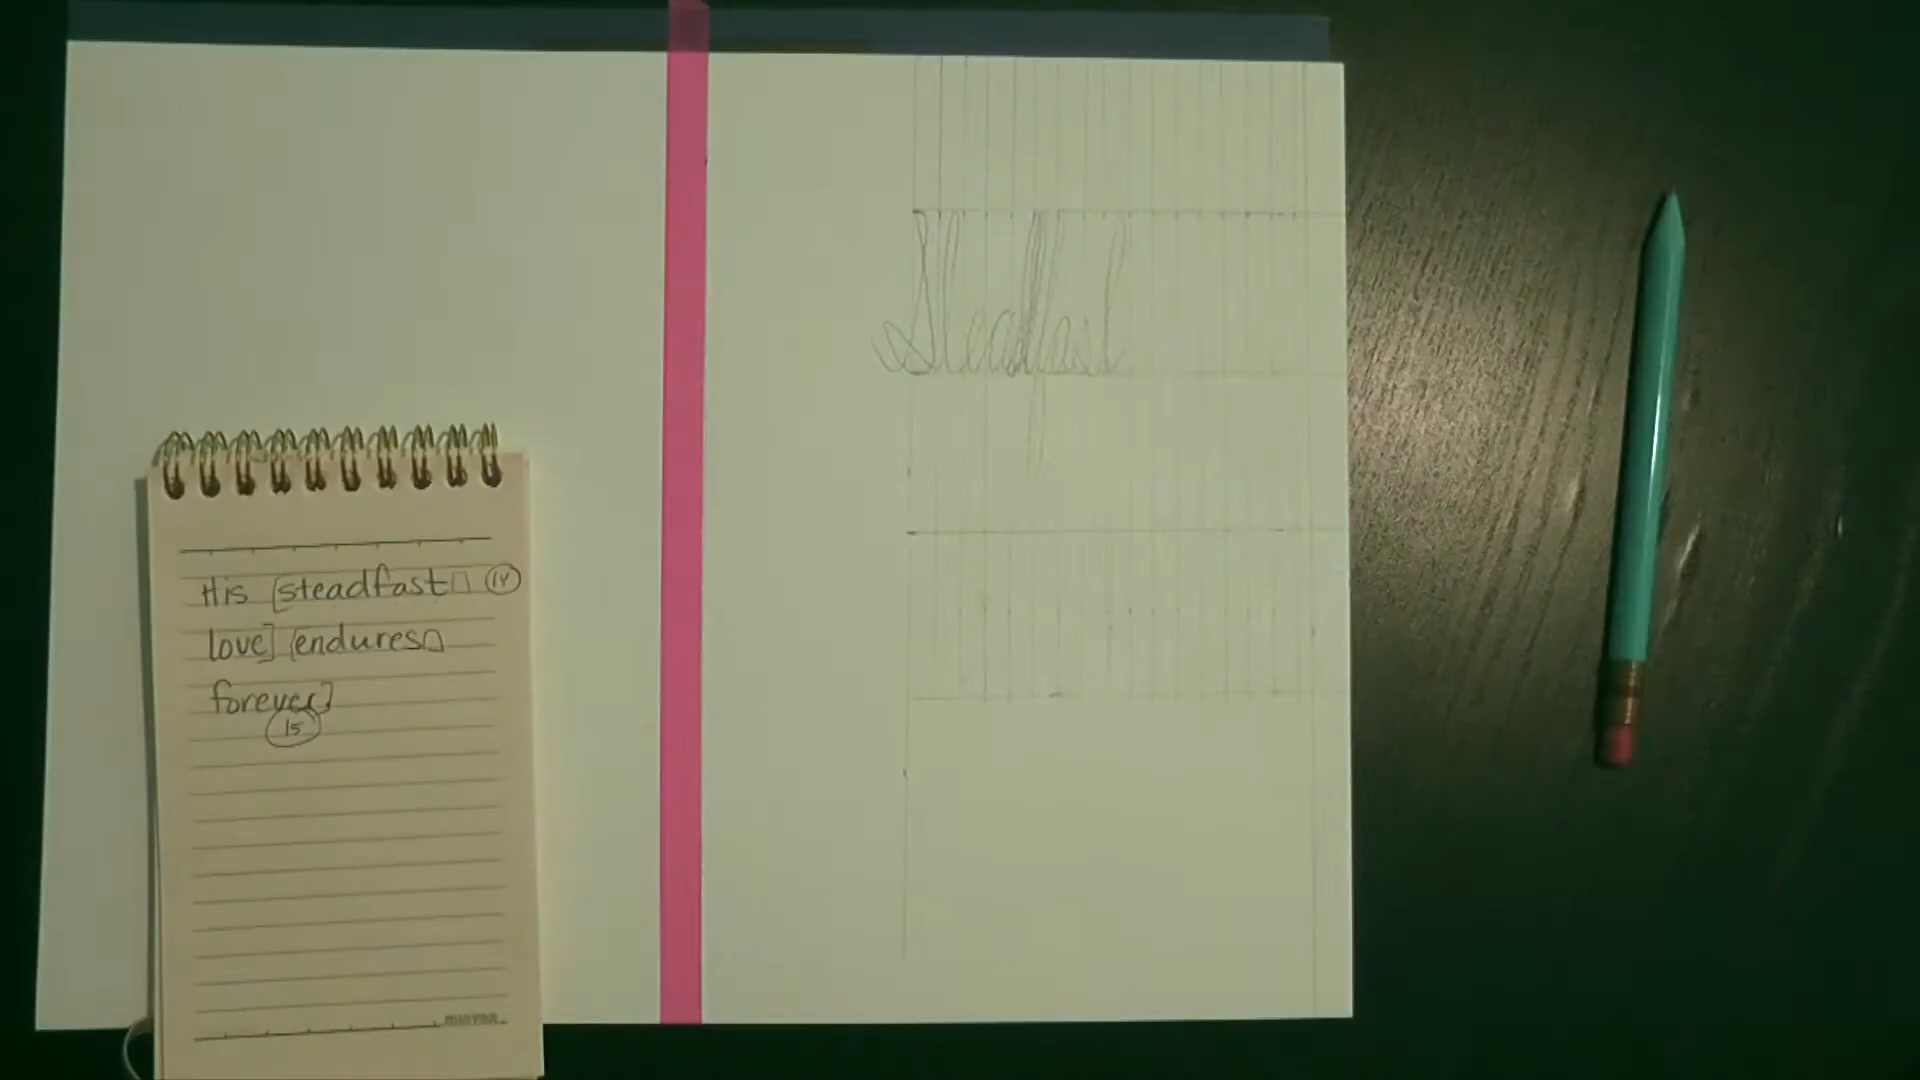 His [steadfast▯ 14
love] [endures▯
forever]
15
Steadfast